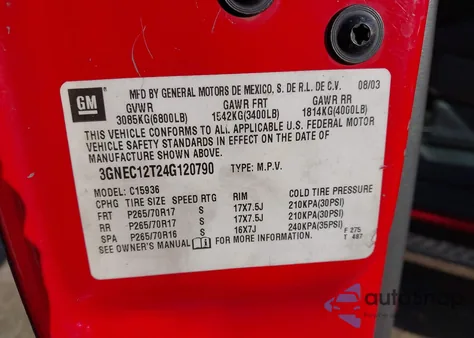 GM
MFD BY GENERAL MOTORS DE MEXICO, S. DE R.L. DE C.V. 08/03
GVWR GAWR FRT GAWR RR
3085KG(6800LB) 1542KG(3400LB) 1814KG(4000LB)
THIS VEHICLE CONFORMS TO ALL APPLICABLE U.S. FEDERAL MOTOR
VEHICLE SAFETY STANDARDS IN EFFECT ON THE DATE OF
MANUFACTURE SHOWN ABOVE.
3GNEC12T24G120790 TYPE: M.P.V.
MODEL: C15936
CPHG TIRE SIZE SPEED RTG RIM COLD TIRE PRESSURE
FRT P265/70R17 S 17X7.5J 210KPA(30PSI)
RR P265/70R17 S 17X7.5J 210KPA(30PSI)
SPA P265/70R16 S 16X7J 240KPA(35PSI)
SEE OWNER'S MANUAL
F 275
T 487